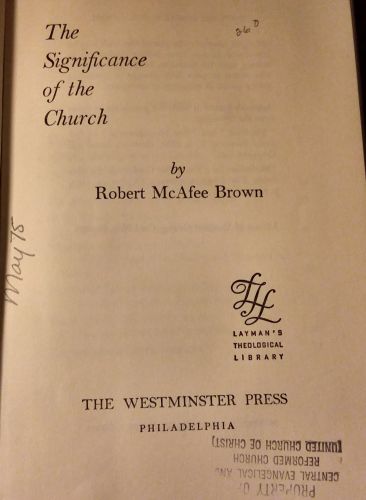 The
Significance
of the
Church
by
Robert McAfee Brown
May 75
LTL
LAYMAN'S
THEOLOGICAL
LIBRARY
THE WESTMINSTER PRESS
PHILADELPHIA
PROPERTY OF
CENTRAL EVANGELICAL AND
REFORMED CHURCH
[UNITED CHURCH OF CHRIST]